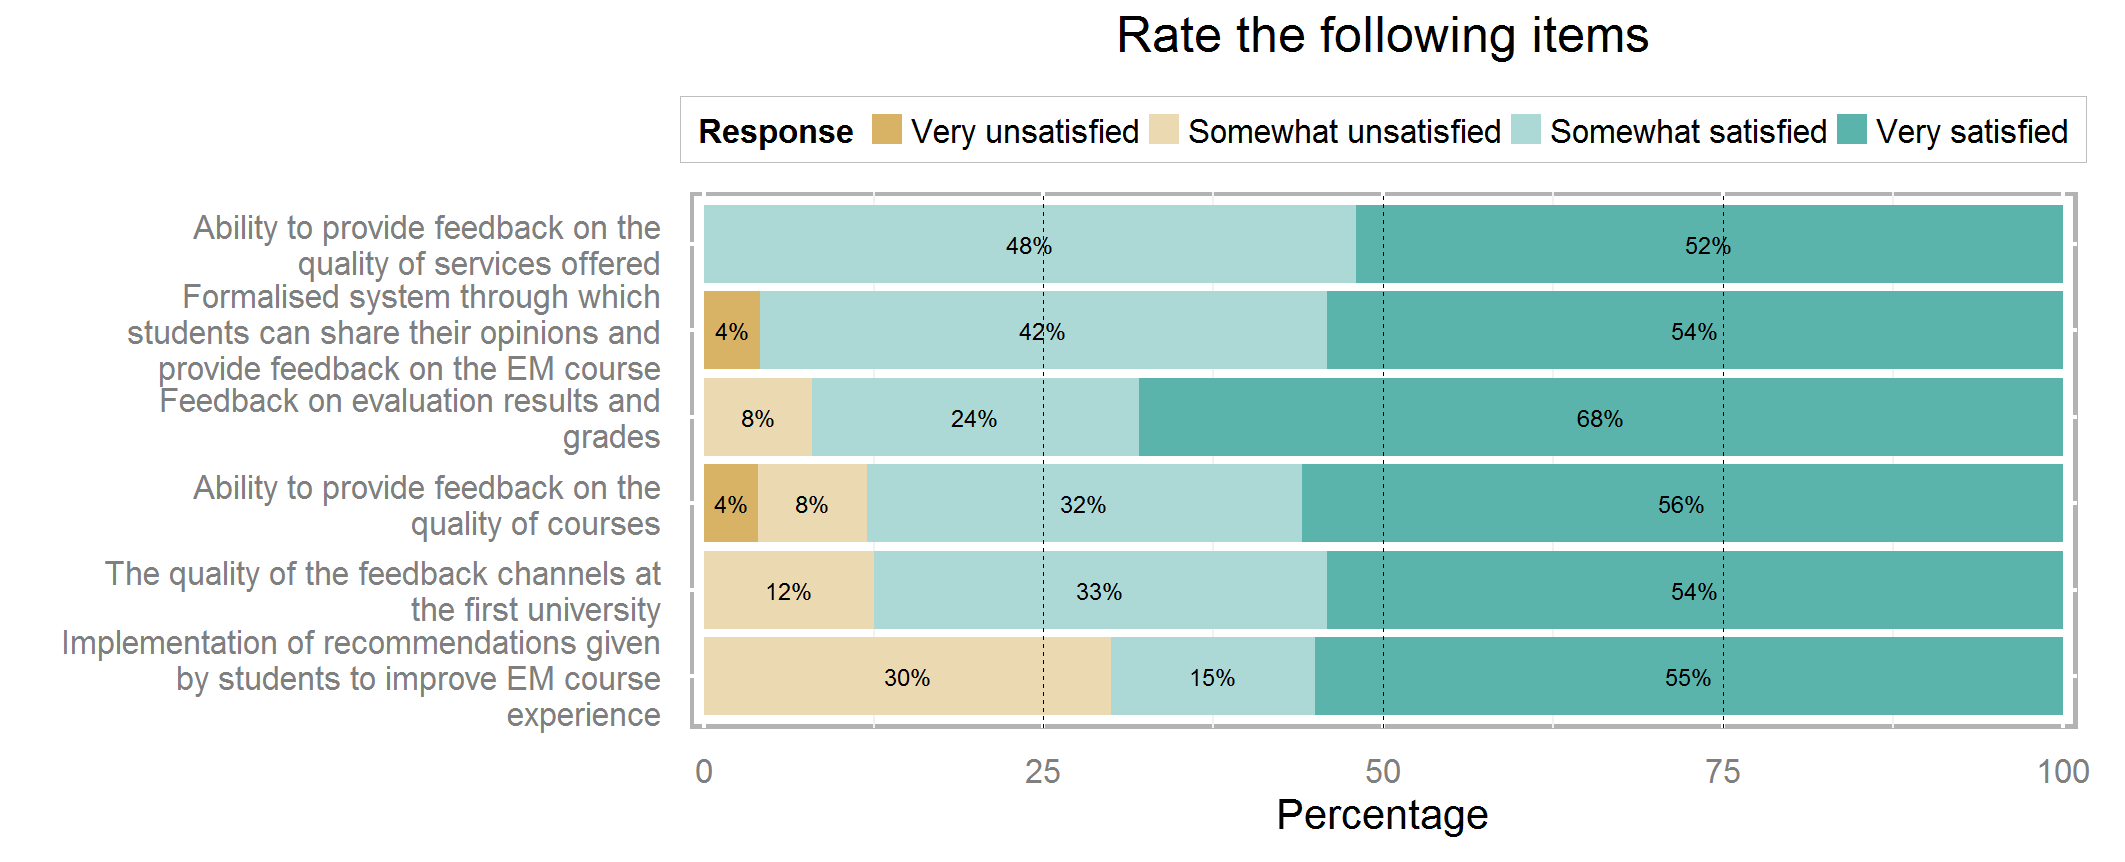 Rate the following items
Response Very unsatisfied Somewhat unsatisfied Somewhat satisfied Very satisfied
Ability to provide feedback on the
quality of services offered
48% 52%
Formalised system through which
students can share their opinions and
provide feedback on the EM course
4% 42% 54%
Feedback on evaluation results and
grades
8% 24% 68%
Ability to provide feedback on the
quality of courses
4% 8% 32% 56%
The quality of the feedback channels at
the first university
12% 33% 54%
Implementation of recommendations given
by students to improve EM course
experience
30% 15% 55%
0 25 50 75 100
Percentage